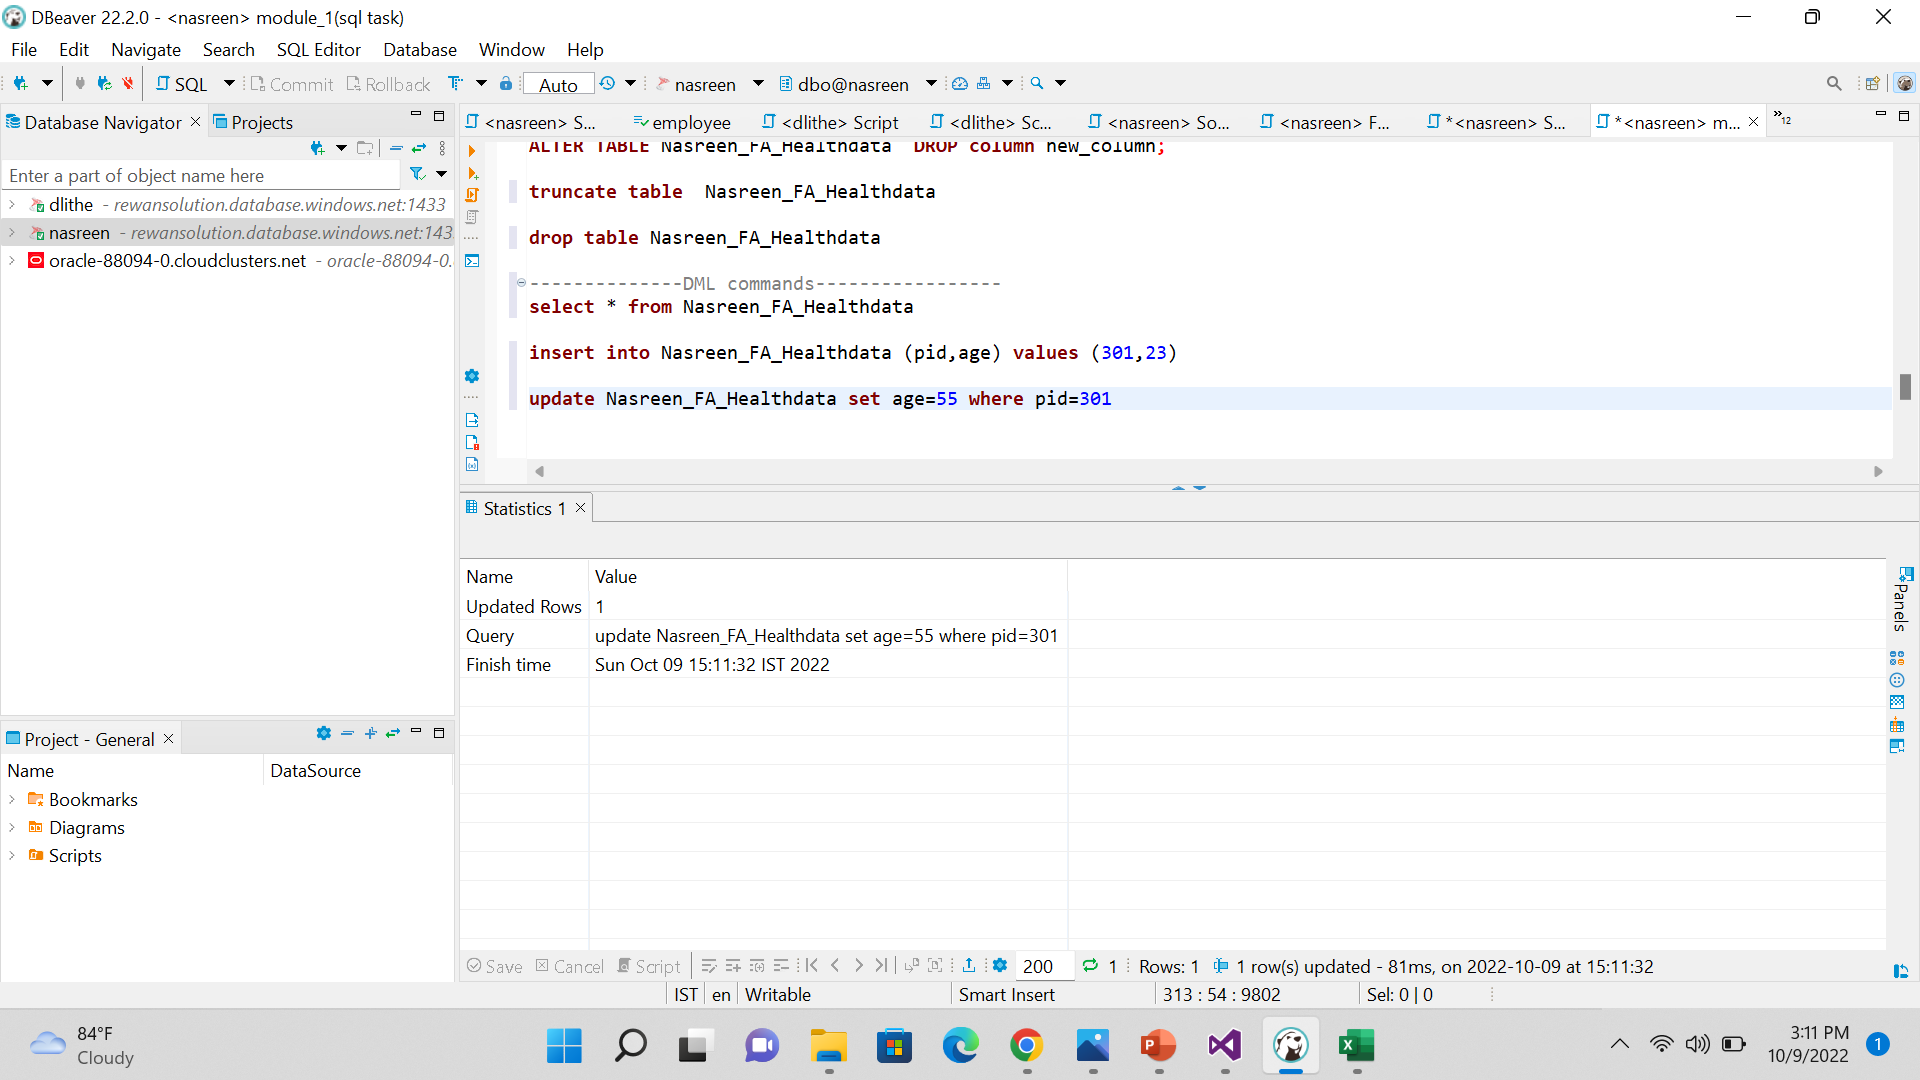 DBeaver 22.2.0 - <nasreen> module_1(sql task)
File Edit Navigate Search SQL Editor Database Window Help
SQL Commit Rollback Auto nasreen dbo@nasreen
Database Navigator Projects
<nasreen> S... employee <dlithe> Script <dlithe> Sc... <nasreen> So... <nasreen> F... *<nasreen> S... *<nasreen> m... »12
Enter a part of object name here
dlithe - rewansolution.database.windows.net:1433
nasreen - rewansolution.database.windows.net:143
oracle-88094-0.cloudclusters.net - oracle-88094-0.
ALTER TABLE Nasreen_FA_Healthdata DROP column new_column;
truncate table Nasreen_FA_Healthdata
drop table Nasreen_FA_Healthdata
--------------DML commands-----------------
select * from Nasreen_FA_Healthdata
insert into Nasreen_FA_Healthdata (pid,age) values (301,23)
update Nasreen_FA_Healthdata set age=55 where pid=301
Statistics 1
Name Value
Updated Rows 1
Query update Nasreen_FA_Healthdata set age=55 where pid=301
Finish time Sun Oct 09 15:11:32 IST 2022
Panels
Project - General
Name DataSource
Bookmarks
Diagrams
Scripts
Save Cancel Script 200 1 Rows: 1 1 row(s) updated - 81ms, on 2022-10-09 at 15:11:32
IST en Writable Smart Insert 313 : 54 : 9802 Sel: 0 | 0
84°F
Cloudy
3:11 PM
10/9/2022
1